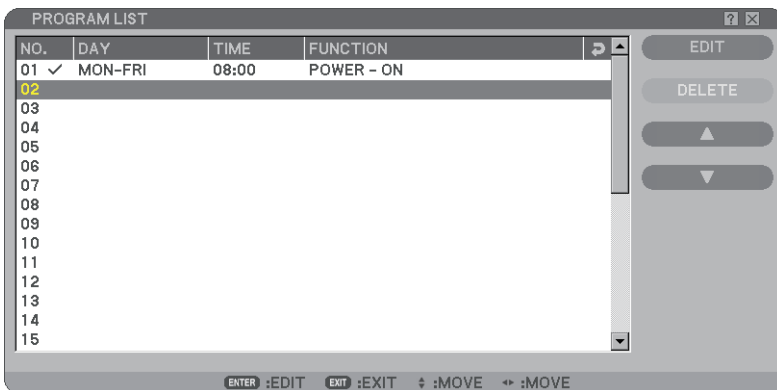 PROGRAM LIST
NO. DAY TIME FUNCTION
01 ✓ MON-FRI 08:00 POWER - ON
02
03
04
05
06
07
08
09
10
11
12
13
14
15
EDIT
DELETE
ENTER :EDIT EXIT :EXIT :MOVE :MOVE